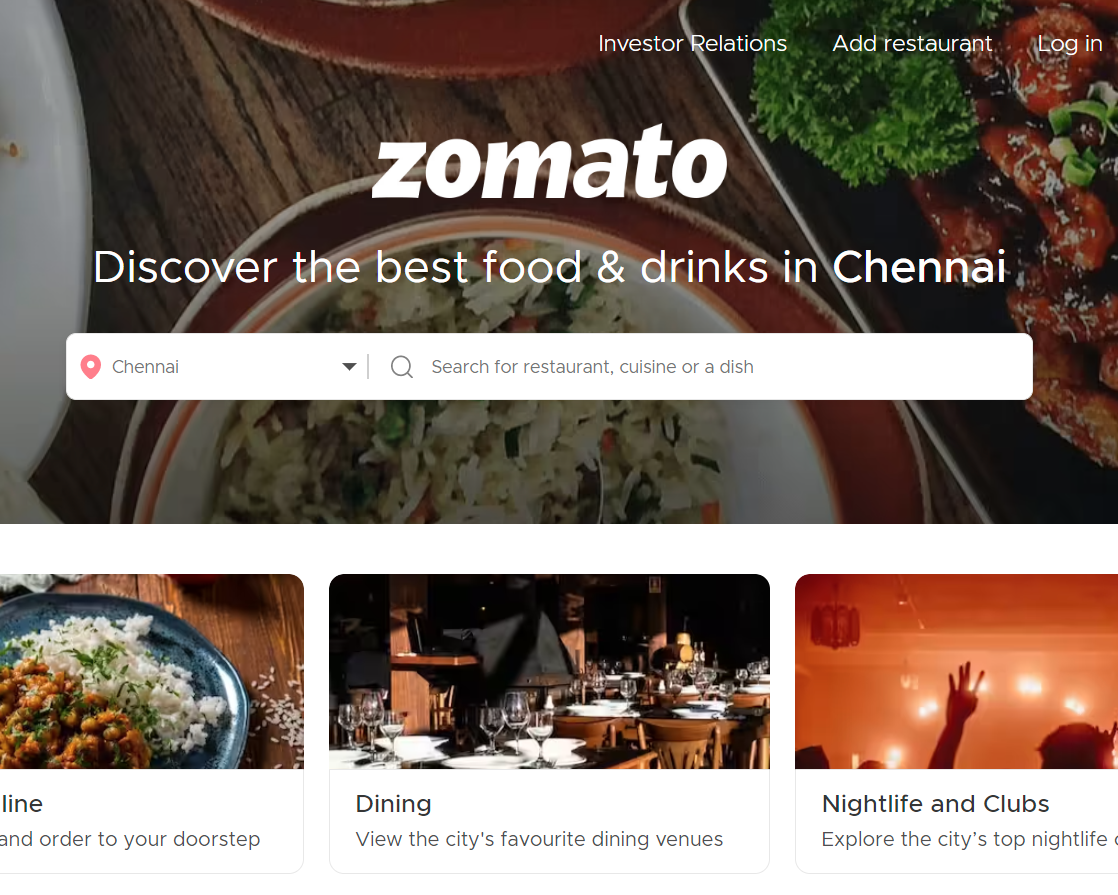 Investor Relations Add restaurant Log in
zomato
Discover the best food & drinks in Chennai
Chennai Search for restaurant, cuisine or a dish
line
and order to your doorstep
Dining
View the city's favourite dining venues
Nightlife and Clubs
Explore the city’s top nightlife